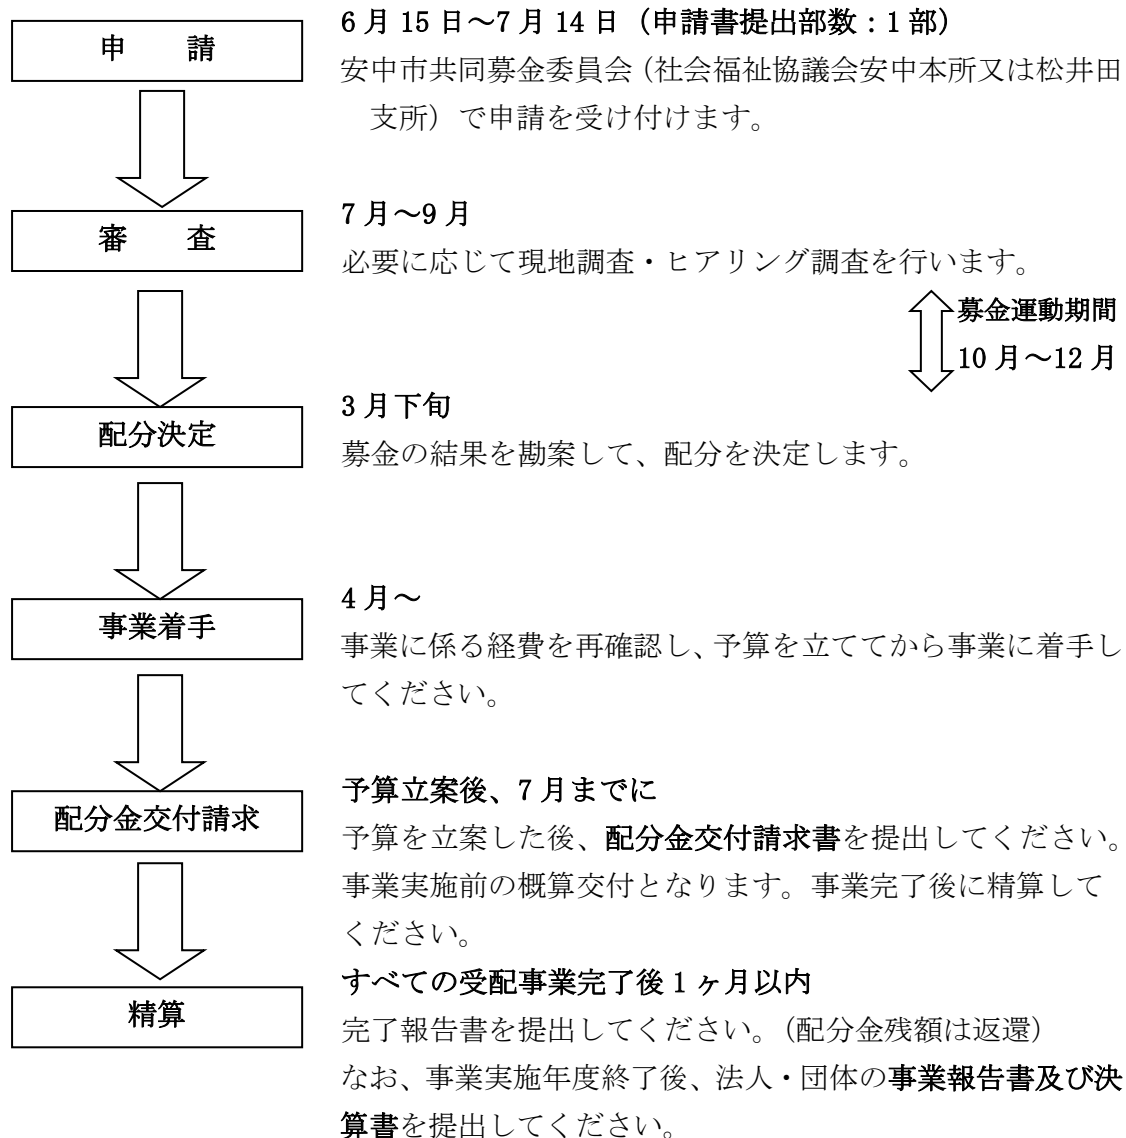 申　　請
6 月 15 日～7 月 14 日（申請書提出部数：1 部）
安中市共同募金委員会（社会福祉協議会安中本所又は松井田
支所）で申請を受け付けます。
審　　査
7 月～9 月
必要に応じて現地調査・ヒアリング調査を行います。
募金運動期間
10 月～12 月
配分決定
3 月下旬
募金の結果を勘案して、配分を決定します。
事業着手
4 月～
事業に係る経費を再確認し、予算を立ててから事業に着手し
てください。
配分金交付請求
予算立案後、7 月までに
予算を立案した後、配分金交付請求書を提出してください。
事業実施前の概算交付となります。事業完了後に精算して
ください。
精算
すべての受配事業完了後 1 ヶ月以内
完了報告書を提出してください。（配分金残額は返還）
なお、事業実施年度終了後、法人・団体の事業報告書及び決
算書を提出してください。